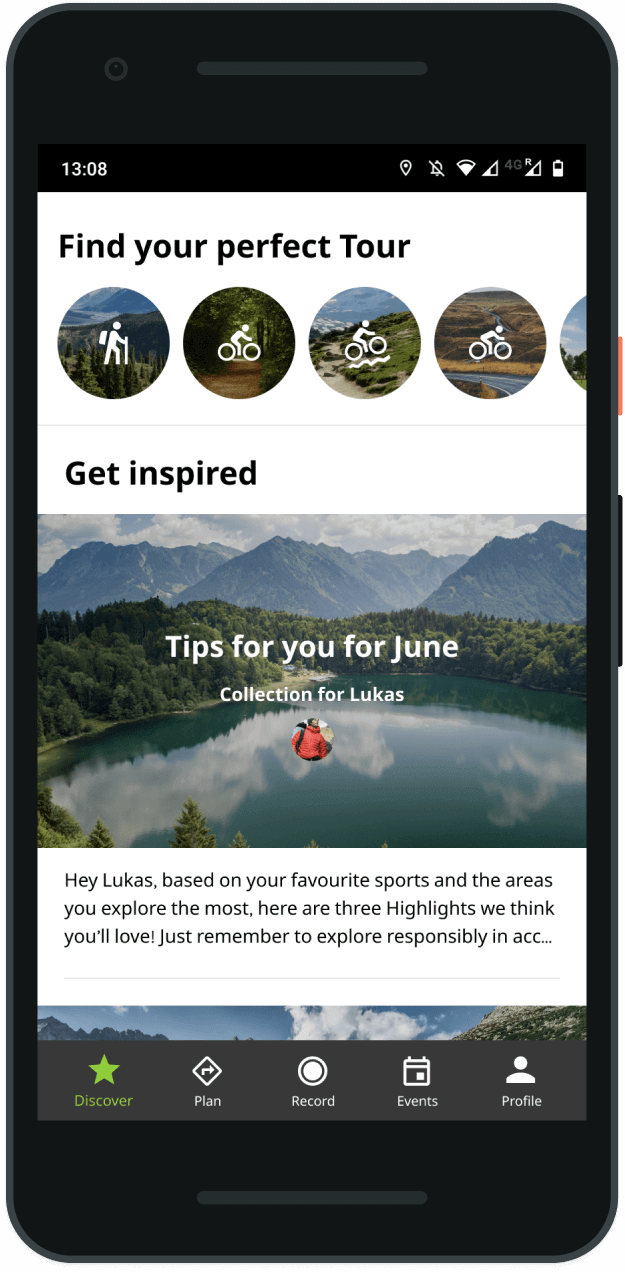 13:08
4G R
Find your perfect Tour
Get inspired
Tips for you for June
Collection for Lukas
Hey Lukas, based on your favourite sports and the areas
you explore the most, here are three Highlights we think
you'll love! Just remember to explore responsibly in acc...
Discover
Plan
Record
Events
Profile